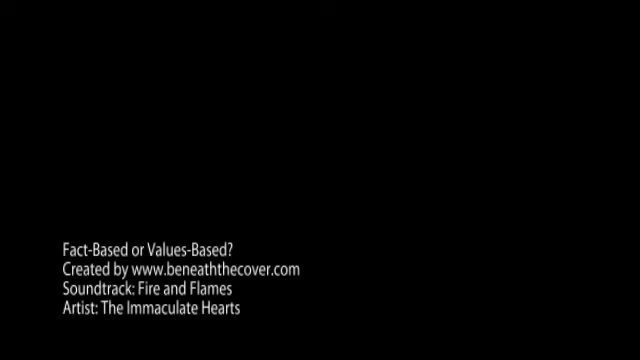 Fact-Based or Values-Based?
Created by www.beneaththecover.com
Soundtrack: Fire and Flames
Artist: The Immaculate Hearts